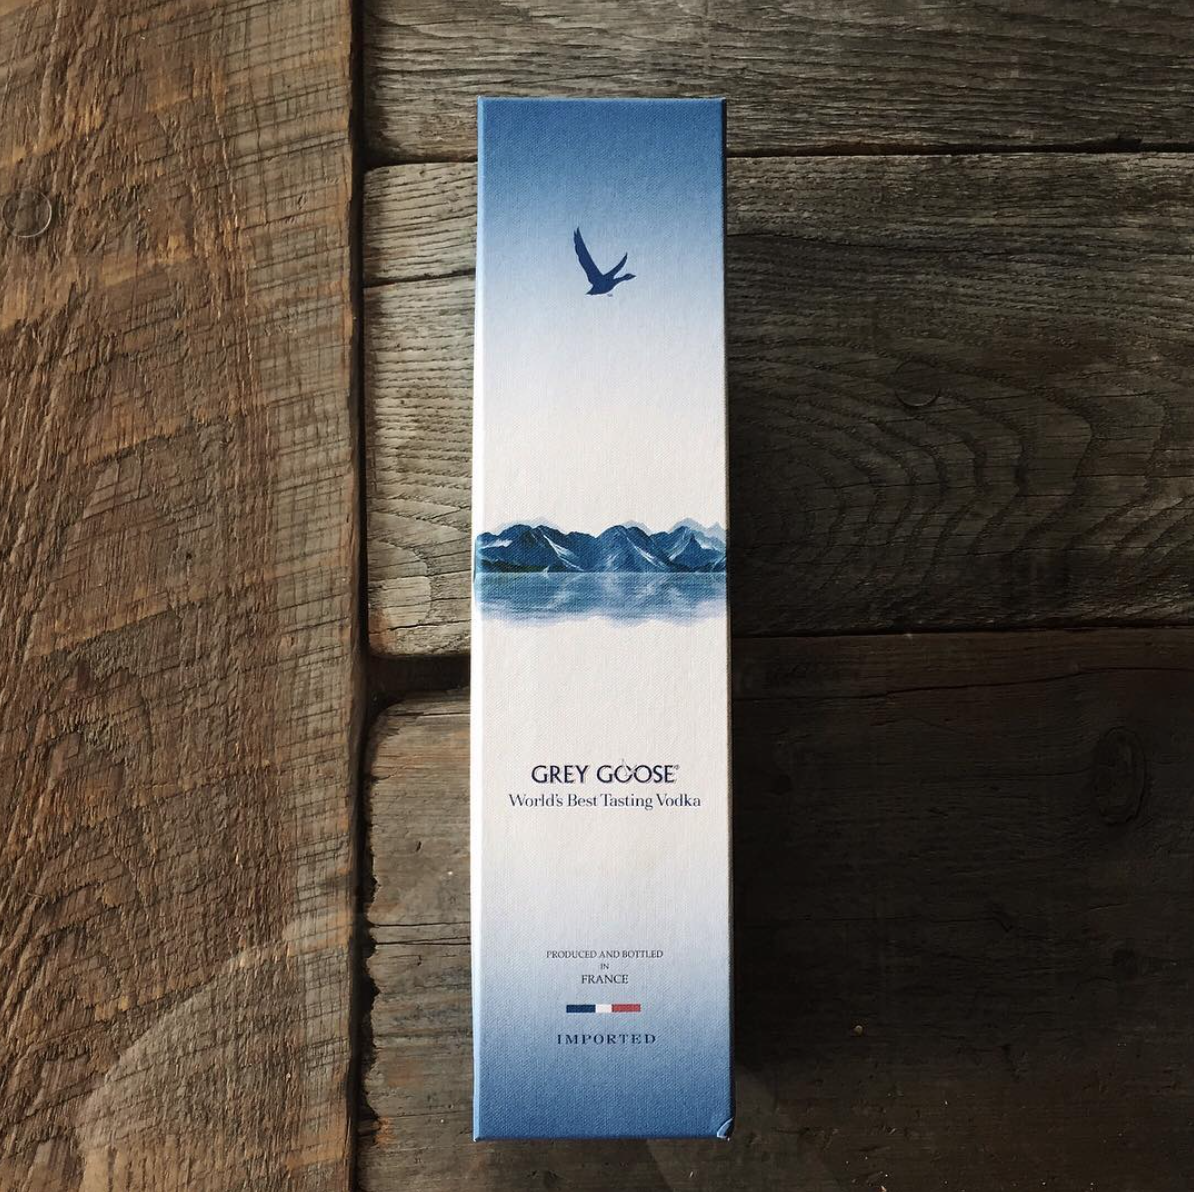 GREY GOOSE®
World's Best Tasting Vodka
PRODUCED AND BOTTLED
IN
FRANCE
IMPORTED